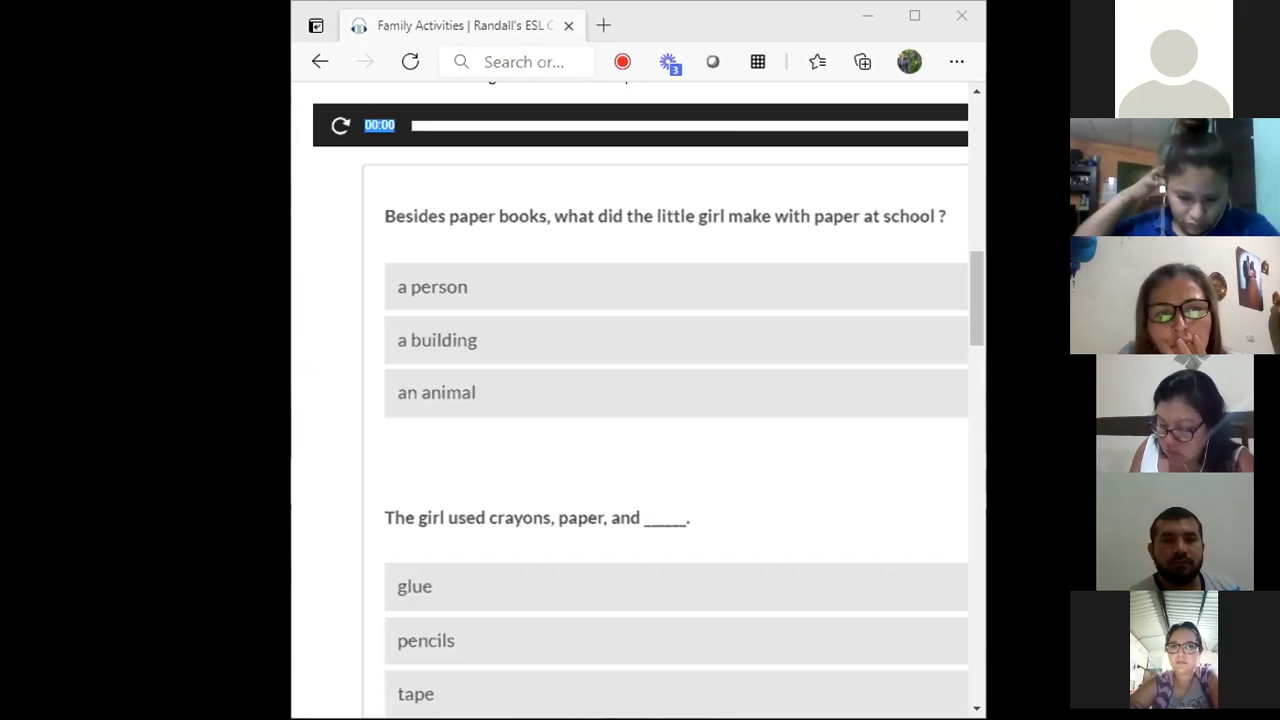 Family Activities | Randall's ESL C
Search or...
3
00:00
Besides paper books, what did the little girl make with paper at school ?
a person
a building
an animal
The girl used crayons, paper, and _____.
glue
pencils
tape